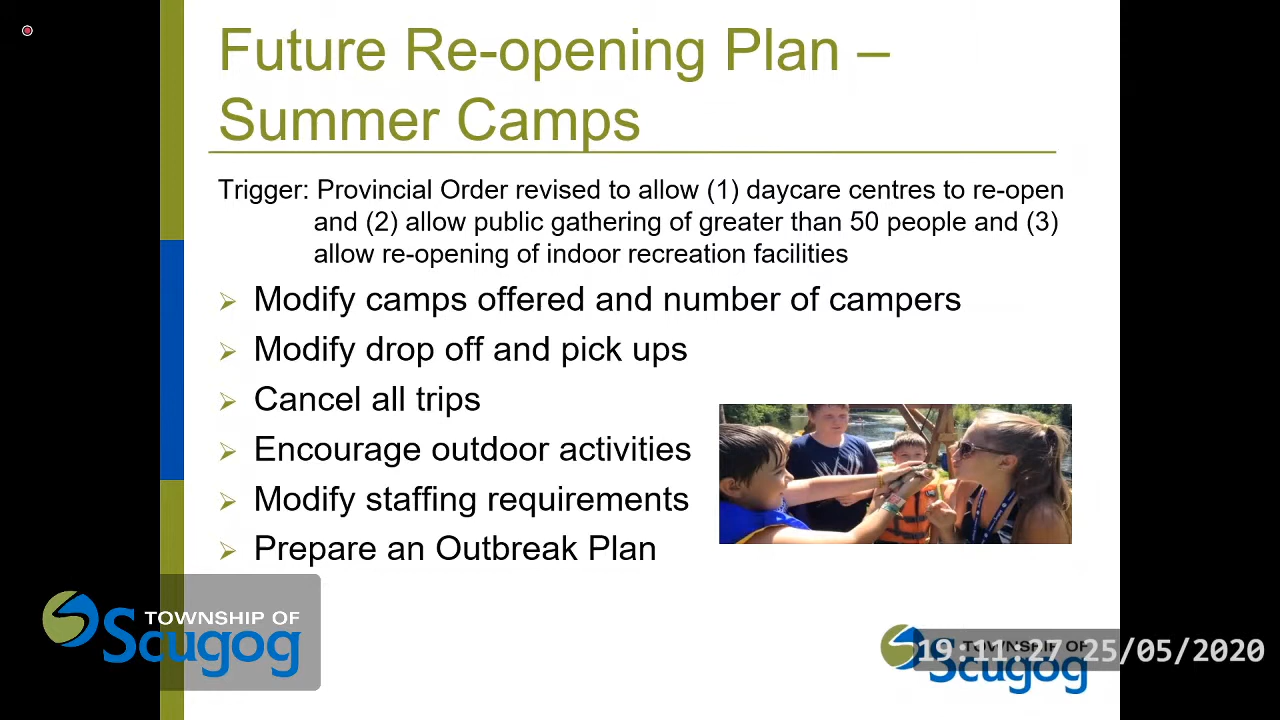 Future Re-opening Plan –
Summer Camps
Trigger: Provincial Order revised to allow (1) daycare centres to re-open
and (2) allow public gathering of greater than 50 people and (3)
allow re-opening of indoor recreation facilities
Modify camps offered and number of campers
Modify drop off and pick ups
Cancel all trips
Encourage outdoor activities
Modify staffing requirements
Prepare an Outbreak Plan
TOWNSHIP OF
Scugog
TOWNSHIP OF
19:11:27 25/05/2020
Scugog